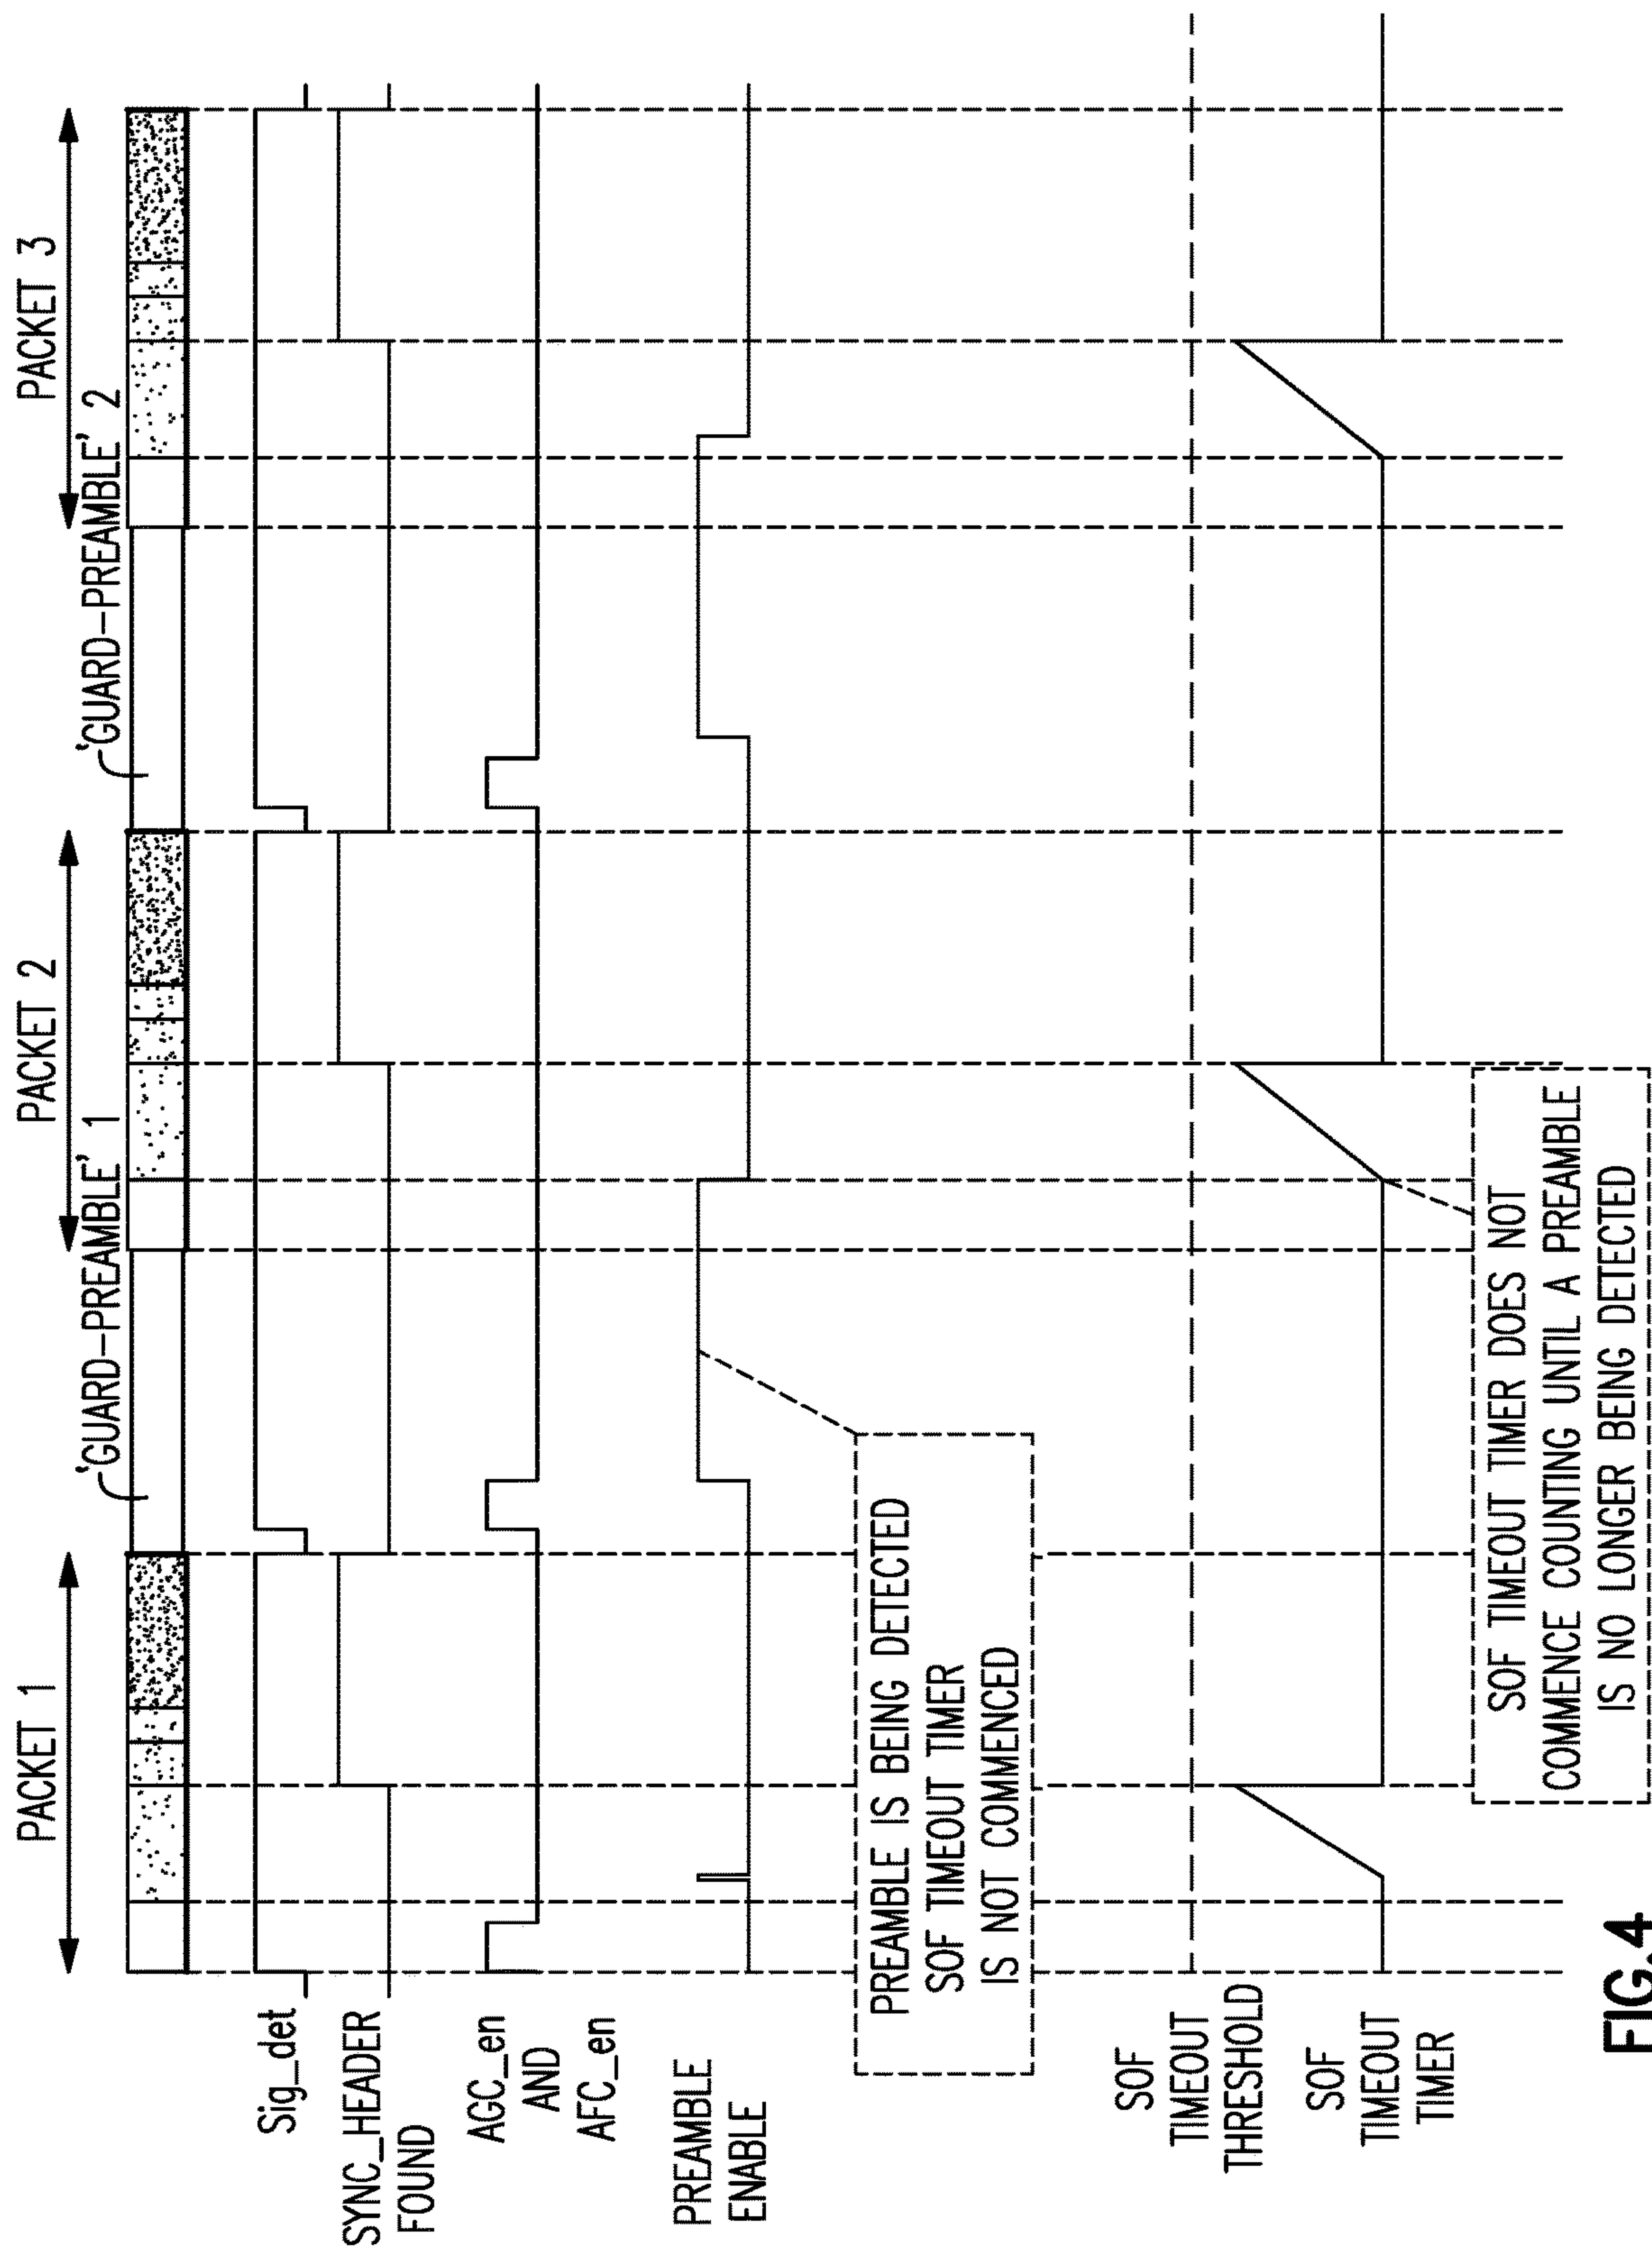 PACKET 1
PACKET 2
PACKET 3
'GUARD-PREAMBLE' 1
'GUARD-PREAMBLE' 2
Sig_det
SYNC_HEADER
FOUND
AGC_en
AND
AFC_en
PREAMBLE
ENABLE
PREAMBLE IS BEING DETECTED
SOF TIMEOUT TIMER
IS NOT COMMENCED
SOF
TIMEOUT
THRESHOLD
SOF
TIMEOUT
TIMER
SOF TIMEOUT TIMER DOES NOT
COMMENCE COUNTING UNTIL A PREAMBLE
IS NO LONGER BEING DETECTED
FIG.4